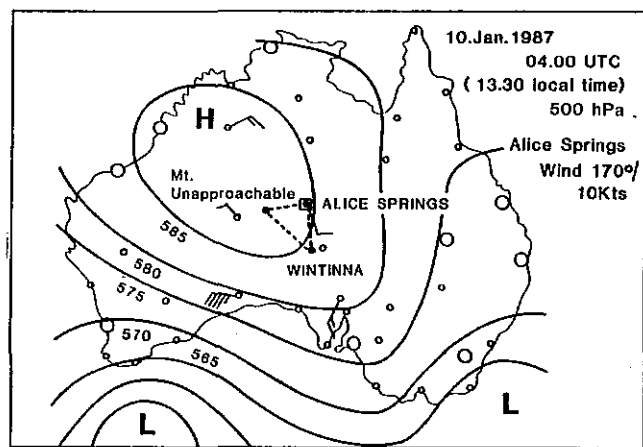 10.Jan.1987
04.00 UTC
( 13.30 local time)
500 hPa
H
Alice Springs
Wind 170°/
10Kts
Mt.
Unapproachable
ALICE SPRINGS
WINTINNA
585
580
575
570
565
L
L